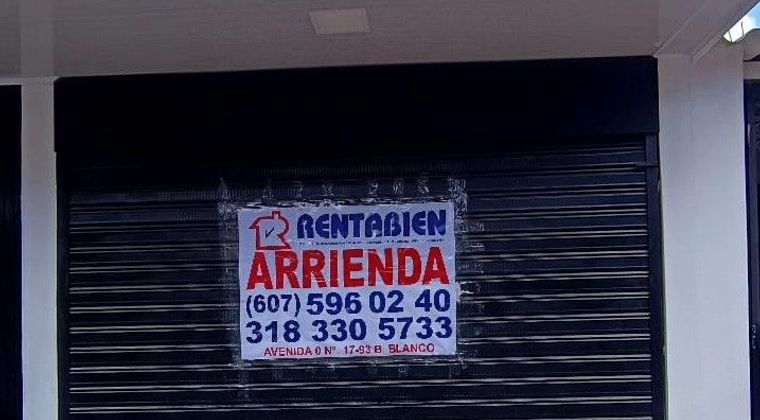 RENTABIEN
ARRIENDA
(607) 596 02 40
318 330 5733
AVENIDA 0 N°. 17-93 B. BLANCO